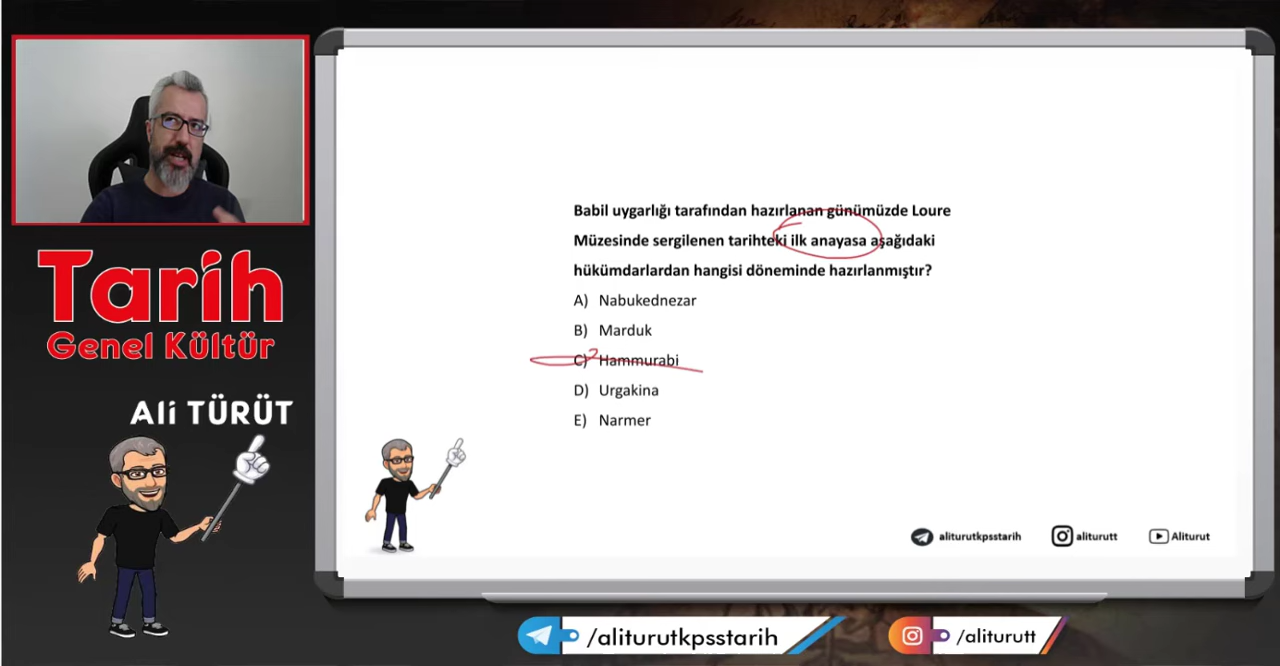 Tarih
Genel Kültür
Ali TÜRÜT
Babil uygarlığı tarafından hazırlanan günümüzde Loure
Müzesinde sergilenen tarihteki ilk anayasa aşağıdaki
hükümdarlardan hangisi döneminde hazırlanmıştır?
A) Nabukednezar
B) Marduk
C) Hammurabi
D) Urgakina
E) Narmer
aliturutkpsstarih
aliturutt
Aliturut
/aliturutkpsstarih
/aliturutt